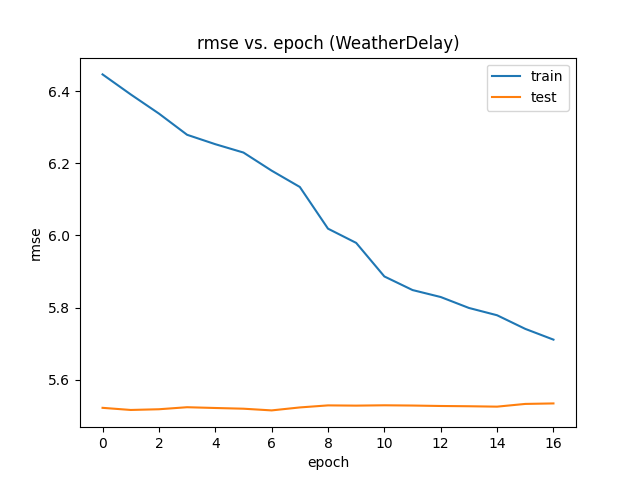 rmse vs. epoch (WeatherDelay)
train
test
rmse
6.4
6.2
6.0
5.8
5.6
0 2 4 6 8 10 12 14 16
epoch